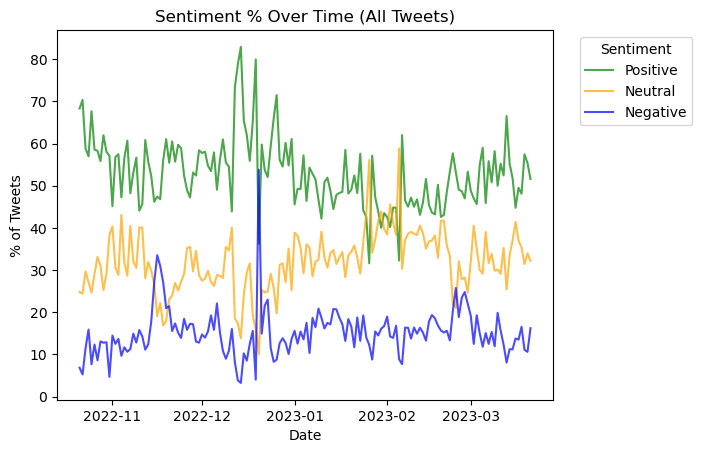 Sentiment % Over Time (All Tweets)
Sentiment
Positive
Neutral
Negative
% of Tweets
80
70
60
50
40
30
20
10
0
2022-11 2022-12 2023-01 2023-02 2023-03
Date